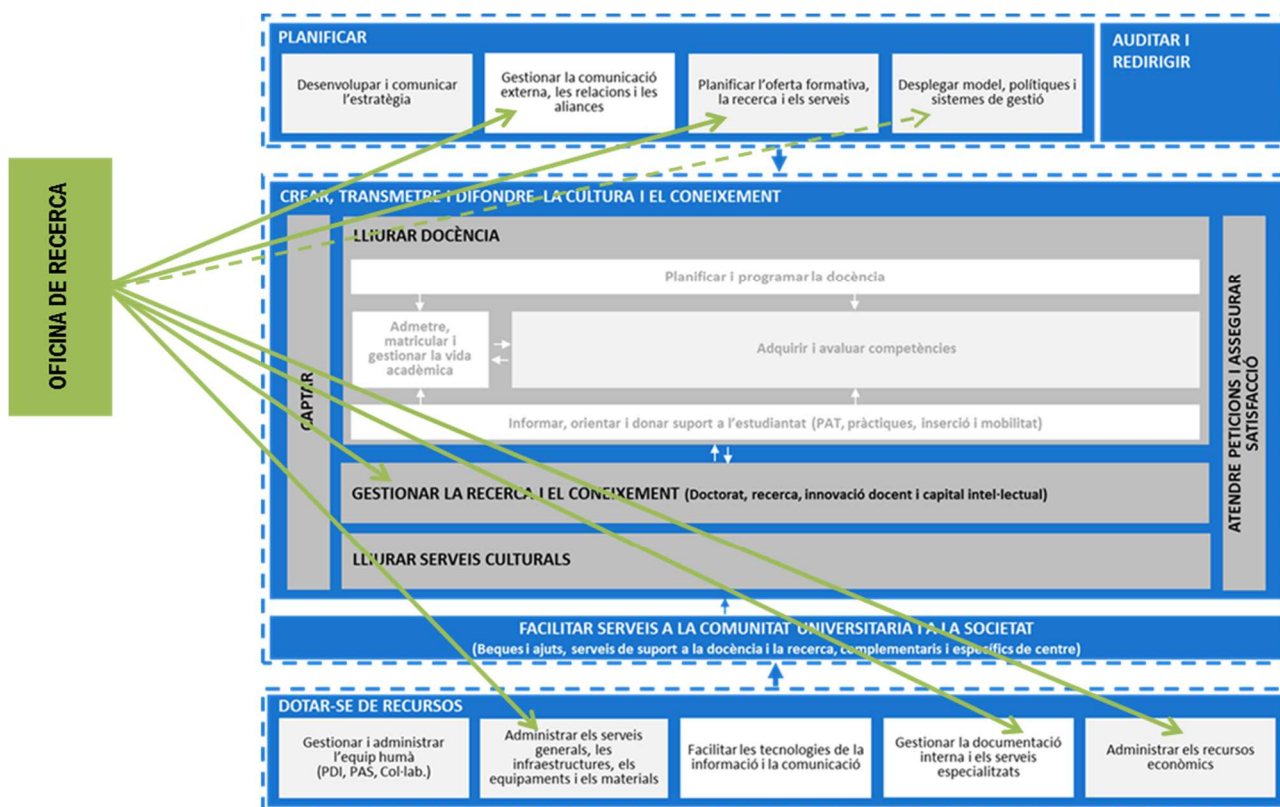 OFICINA DE RECERCA
PLANIFICAR
Desenvolupar i comunicar
l'estratègia
Gestionar la comunicació
externa, les relacions i les
aliances
Planificar l'oferta formativa,
la recerca i els serveis
Desplegar model, polítiques i
sistemes de gestió
AUDITAR I
REDIRIGIR
CREAR, TRANSMETRE I DIFONDRE LA CULTURA I EL CONEIXEMENT
CAPTAR
LLIURAR DOCÈNCIA
Planificar i programar la docència
Admetre,
matricular i
gestionar la vida
acadèmica
Adquirir i avaluar competències
Informar, orientar i donar suport a l'estudiantat (PAT, pràctiques, inserció i mobilitat)
GESTIONAR LA RECERCA I EL CONEIXEMENT (Doctorat, recerca, innovació docent i capital intel·lectual)
LLIURAR SERVEIS CULTURALS
ATENDRE PETICIONS I ASSEGURAR
SATISFACCIÓ
FACILITAR SERVEIS A LA COMUNITAT UNIVERSITARIA I A LA SOCIETAT
(Beques i ajuts, serveis de suport a la docència i la recerca, complementaris i específics de centre)
DOTAR-SE DE RECURSOS
Gestionar i administrar
l'equip humà
(PDI, PAS, Col·lab.)
Administrar els serveis
generals, les
infraestructures, els
equipaments i els materials
Facilitar les tecnologies de la
informació i la comunicació
Gestionar la documentació
interna i els serveis
especialitzats
Administrar els recursos
econòmics